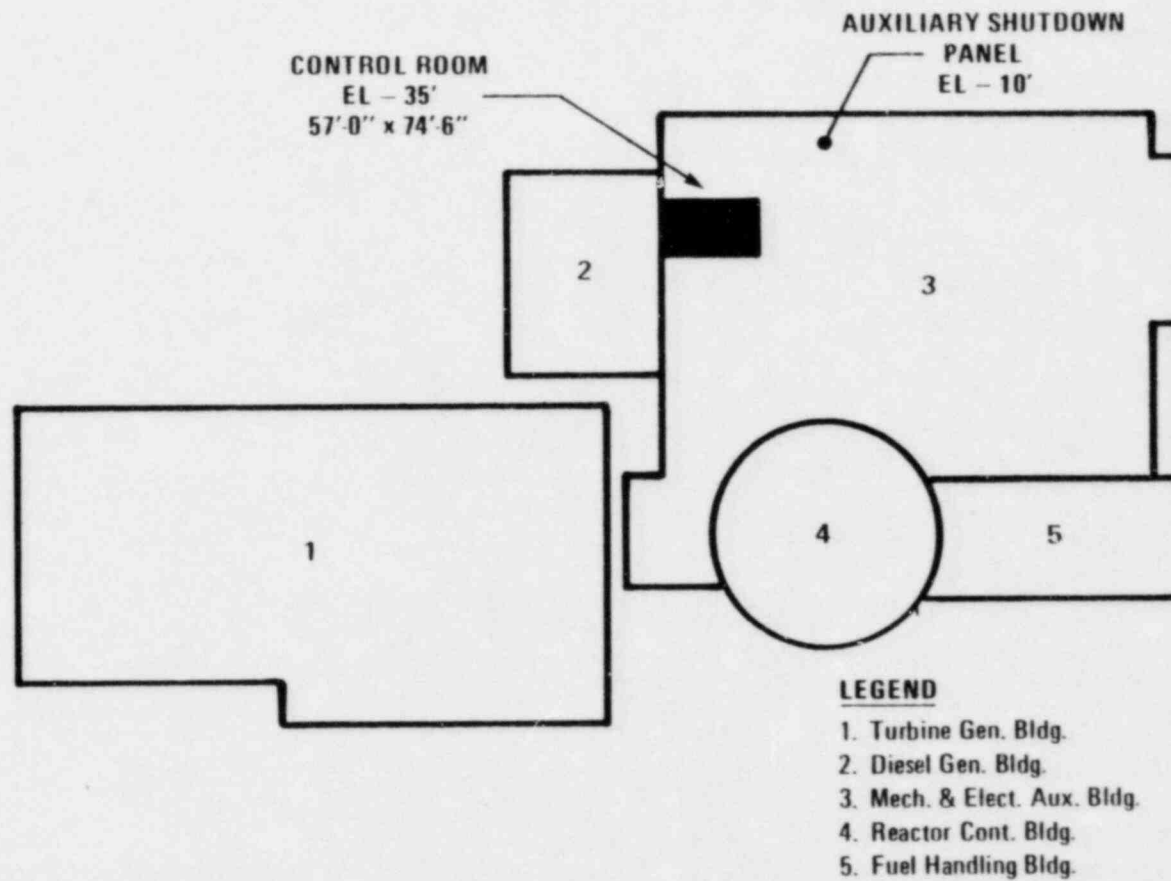 AUXILIARY SHUTDOWN
PANEL
EL – 10'
CONTROL ROOM
EL – 35'
57'-0" x 74'-6"
2
3
1
4
5
LEGEND
1. Turbine Gen. Bldg.
2. Diesel Gen. Bldg.
3. Mech. & Elect. Aux. Bldg.
4. Reactor Cont. Bldg.
5. Fuel Handling Bldg.